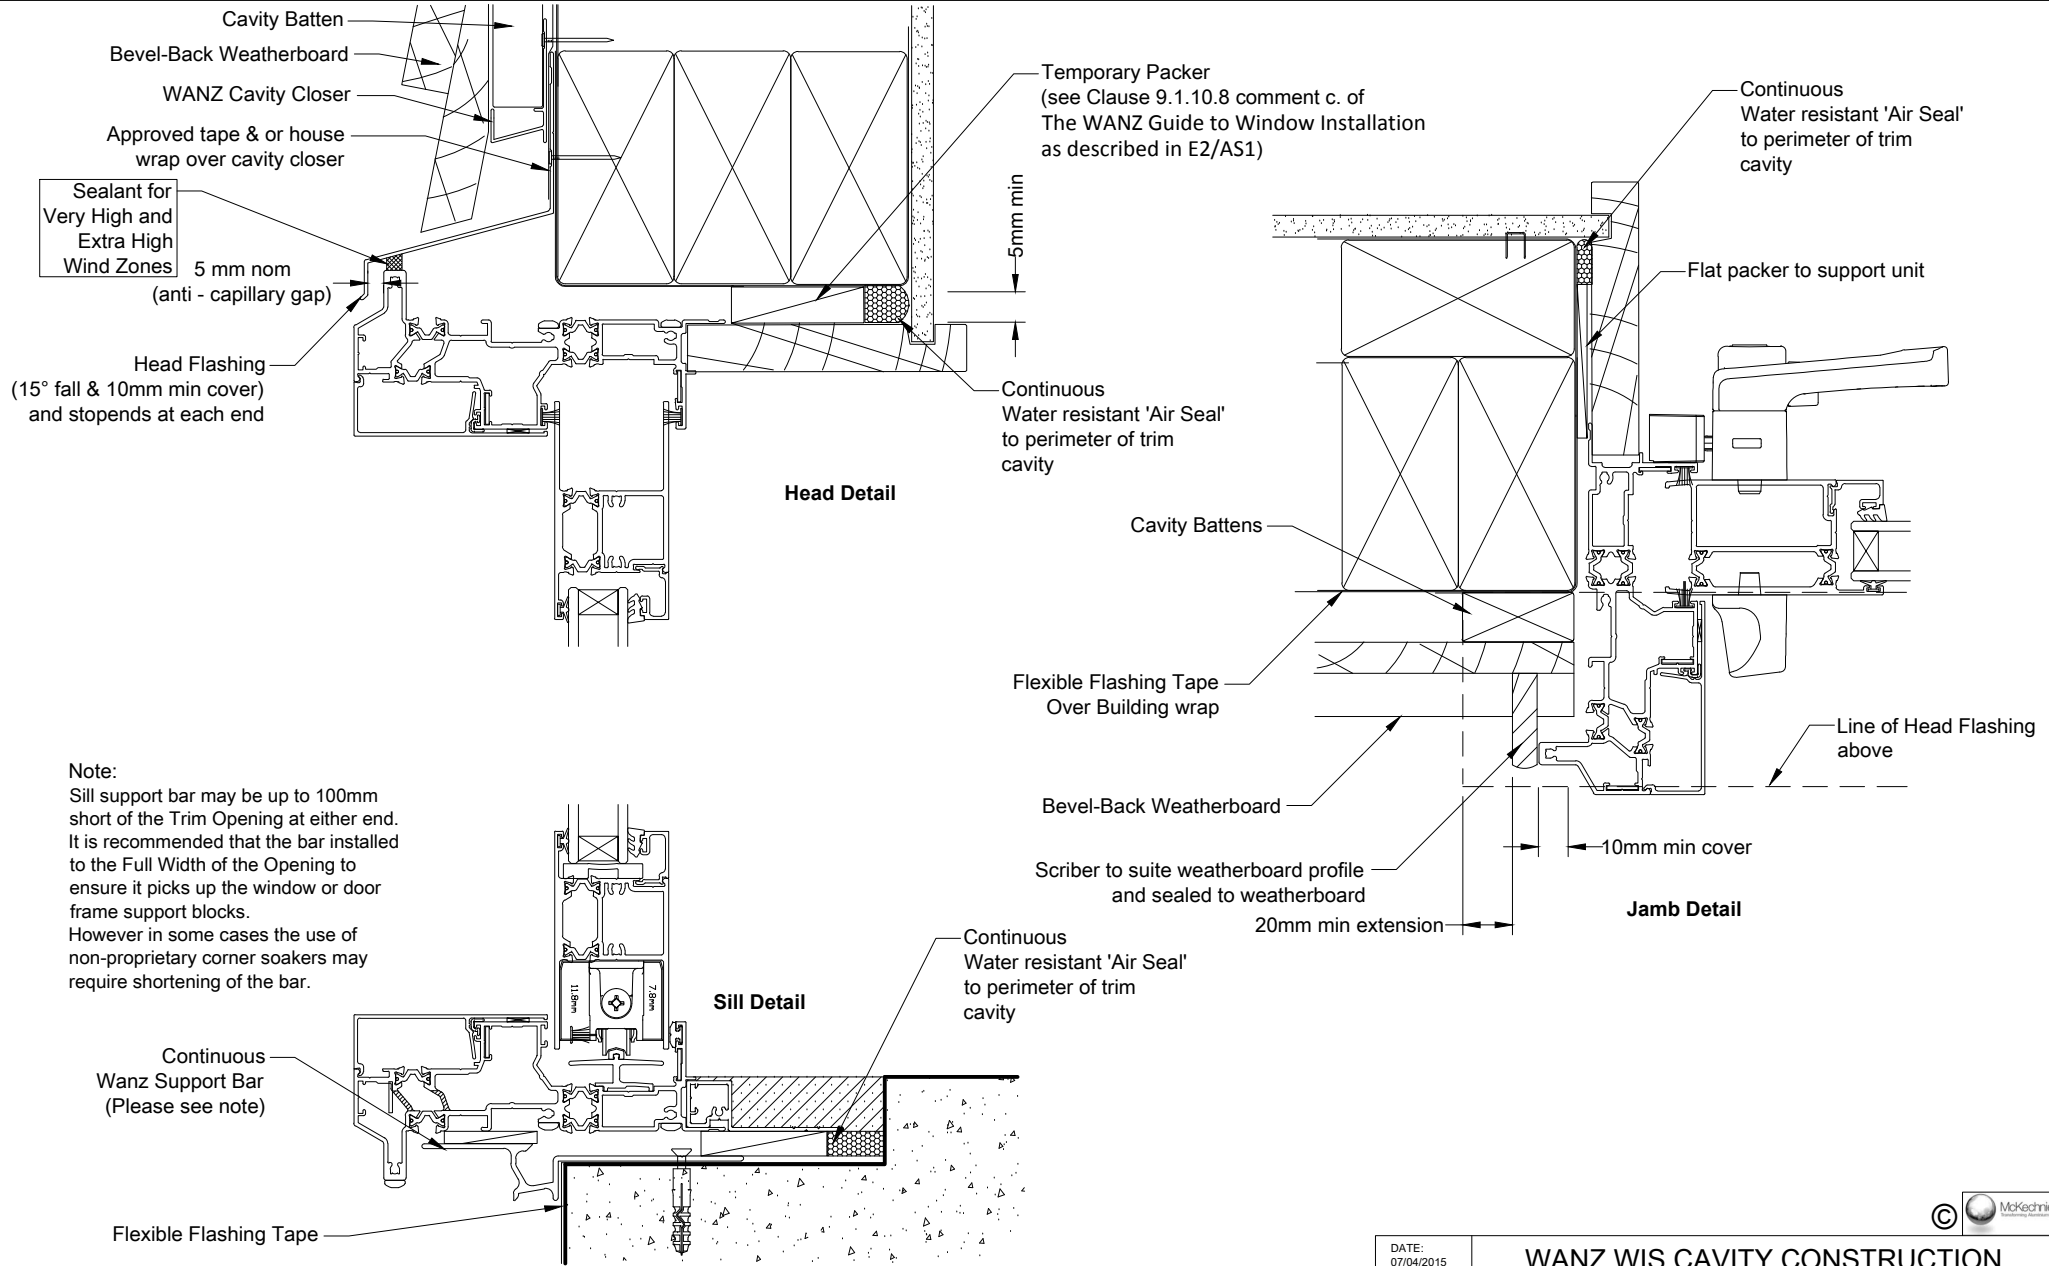 Cavity Batten
Bevel-Back Weatherboard
WANZ Cavity Closer
Approved tape & or house
wrap over cavity closer
Sealant for
Very High and
Extra High
Wind Zones
5 mm nom
(anti - capillary gap)
Head Flashing
(15° fall & 10mm min cover)
and stopends at each end
Temporary Packer
(see Clause 9.1.10.8 comment c. of
The WANZ Guide to Window Installation
as described in E2/AS1)
5mm min
Continuous
Water resistant 'Air Seal'
to perimeter of trim
cavity
Head Detail
Continuous
Water resistant 'Air Seal'
to perimeter of trim
cavity
Flat packer to support unit
Cavity Battens
Flexible Flashing Tape
Over Building wrap
Line of Head Flashing
above
Bevel-Back Weatherboard
10mm min cover
Scriber to suite weatherboard profile
and sealed to weatherboard
20mm min extension
Jamb Detail
Note:
Sill support bar may be up to 100mm
short of the Trim Opening at either end.
It is recommended that the bar installed
to the Full Width of the Opening to
ensure it picks up the window or door
frame support blocks.
However in some cases the use of
non-proprietary corner soakers may
require shortening of the bar.
11.8mm
7.8mm
Sill Detail
Continuous
Water resistant 'Air Seal'
to perimeter of trim
cavity
Continuous
Wanz Support Bar
(Please see note)
Flexible Flashing Tape
©
McKechnie
DATE:
07/04/2015
WANZ WIS CAVITY CONSTRUCTION